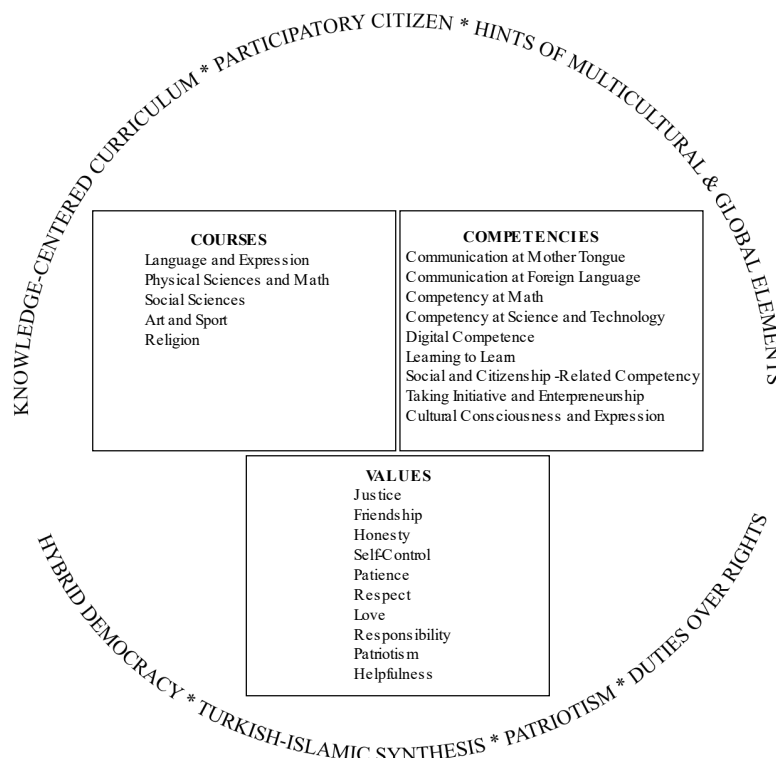 KNOWLEDGE-CENTERED CURRICULUM * PARTICIPATORY CITIZEN * HINTS OF MULTICULTURAL & GLOBAL ELEMENTS
COURSES
Language and Expression
Physical Sciences and Math
Social Sciences
Art and Sport
Religion
COMPETENCIES
Communication at Mother Tongue
Communication at Foreign Language
Competency at Math
Competency at Science and Technology
Digital Competence
Learning to Learn
Social and Citizenship -Related Competency
Taking Initiative and Enterpreneurship
Cultural Consciousness and Expression
VALUES
Justice
Friendship
Honesty
Self-Control
Patience
Respect
Love
Responsibility
Patriotism
Helpfulness
HYBRID DEMOCRACY * TURKISH-ISLAMIC SYNTHESIS * PATRIOTISM * DUTIES OVER RIGHTS